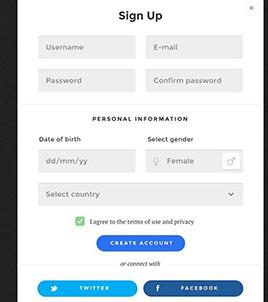 Sign Up
Username E-mail
Password Confirm password
PERSONAL INFORMATION
Date of birth Select gender
dd/mm/yy Female
Select country
I agree to the terms of use and privacy
CREATE ACCOUNT
or connect with
TWITTER FACEBOOK